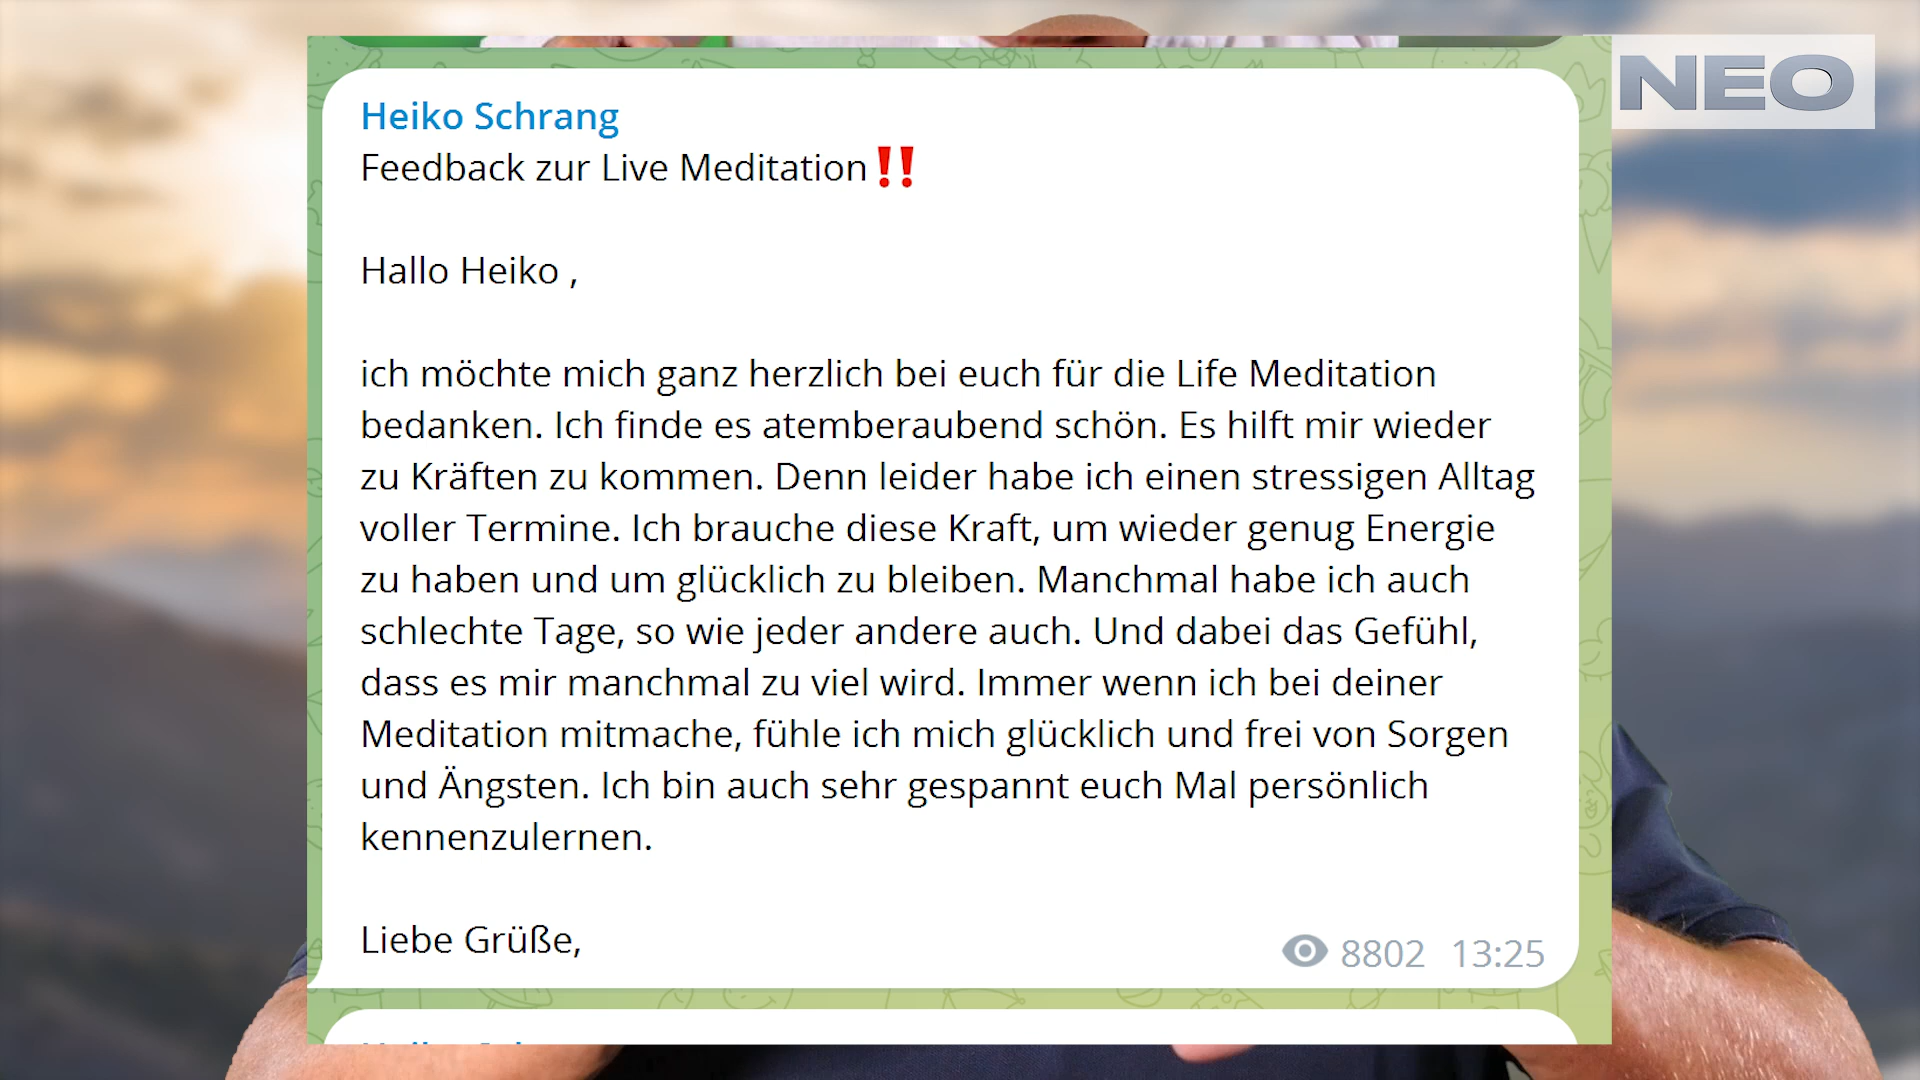 NEO
Heiko Schrang
Feedback zur Live Meditation‼️
Hallo Heiko ,
ich möchte mich ganz herzlich bei euch für die Life Meditation
bedanken. Ich finde es atemberaubend schön. Es hilft mir wieder
zu Kräften zu kommen. Denn leider habe ich einen stressigen Alltag
voller Termine. Ich brauche diese Kraft, um wieder genug Energie
zu haben und um glücklich zu bleiben. Manchmal habe ich auch
schlechte Tage, so wie jeder andere auch. Und dabei das Gefühl,
dass es mir manchmal zu viel wird. Immer wenn ich bei deiner
Meditation mitmache, fühle ich mich glücklich und frei von Sorgen
und Ängsten. Ich bin auch sehr gespannt euch Mal persönlich
kennenzulernen.
Liebe Grüße,
8802 13:25